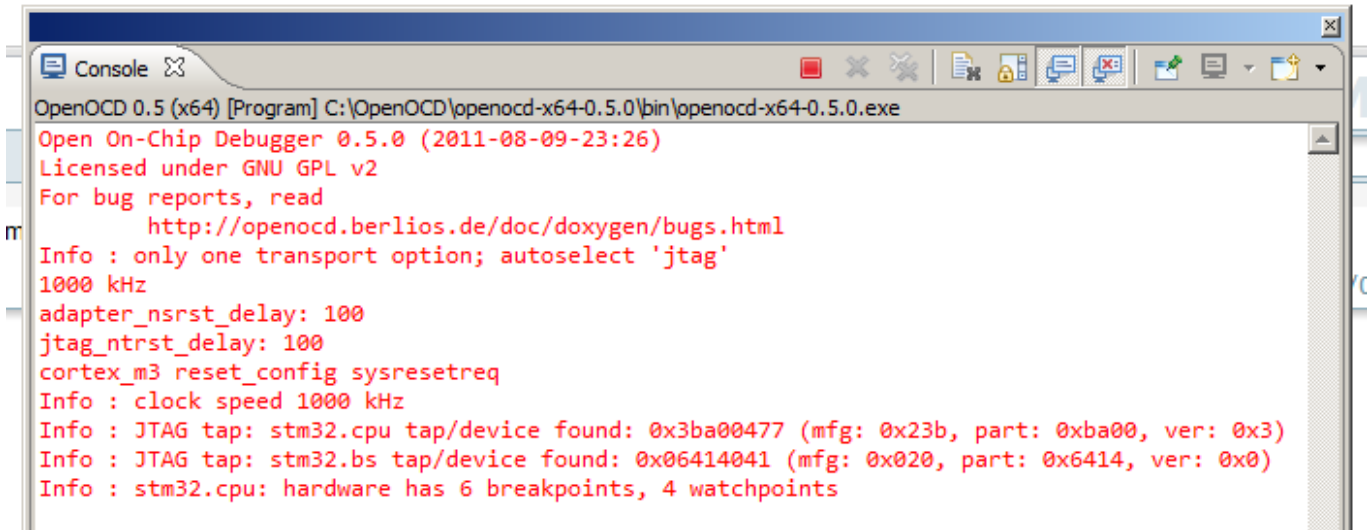 Console
OpenOCD 0.5 (x64) [Program] C:\OpenOCD\openocd-x64-0.5.0\bin\openocd-x64-0.5.0.exe
Open On-Chip Debugger 0.5.0 (2011-08-09-23:26)
Licensed under GNU GPL v2
For bug reports, read
        http://openocd.berlios.de/doc/doxygen/bugs.html
Info : only one transport option; autoselect 'jtag'
1000 kHz
adapter_nsrst_delay: 100
jtag_ntrst_delay: 100
cortex_m3 reset_config sysresetreq
Info : clock speed 1000 kHz
Info : JTAG tap: stm32.cpu tap/device found: 0x3ba00477 (mfg: 0x23b, part: 0xba00, ver: 0x3)
Info : JTAG tap: stm32.bs tap/device found: 0x06414041 (mfg: 0x020, part: 0x6414, ver: 0x0)
Info : stm32.cpu: hardware has 6 breakpoints, 4 watchpoints